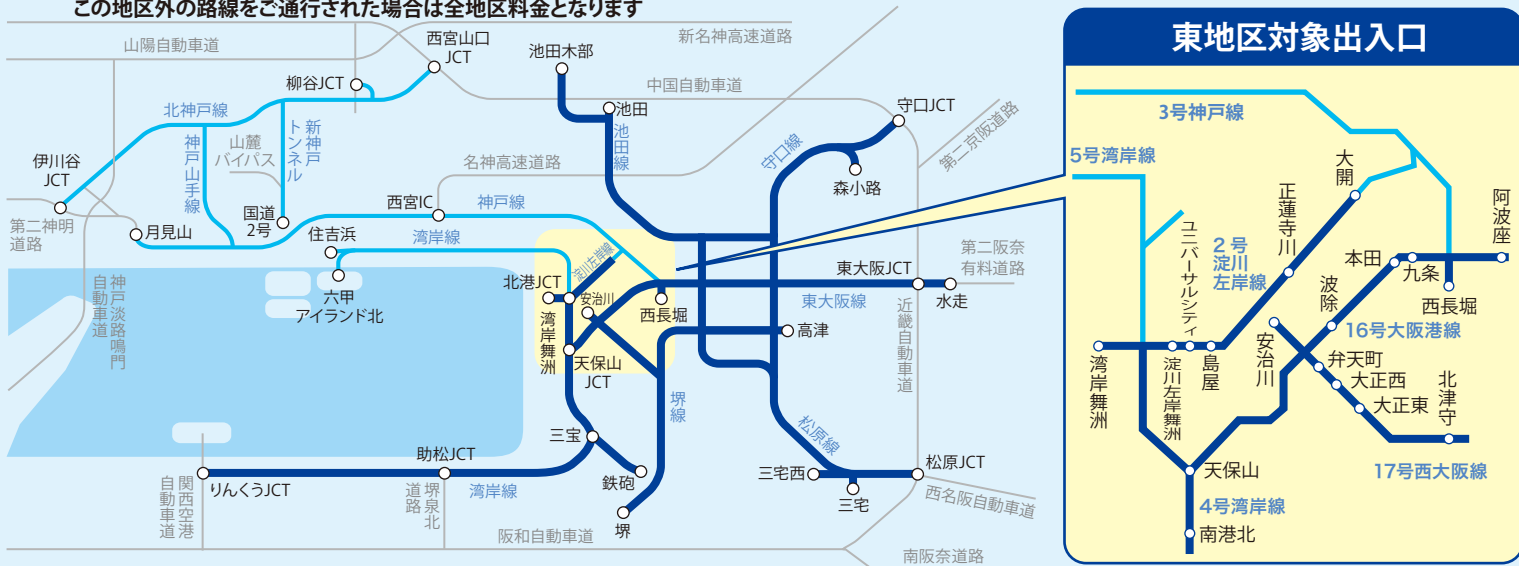 この地区外の路線をご通行された場合は全地区料金となります
山陽自動車道
西宮山口
JCT
池田木部
新名神高速道路
柳谷JCT
中国自動車道
北神戸線
池田
守口JCT
新神戸
トンネル
山麓
バイパス
神戸山手線
池田線
守口線
第二京阪道路
伊川谷
JCT
名神高速道路
森小路
第二神明
道路
月見山
国道
2号
西宮IC
神戸線
住吉浜
湾岸線
六甲
アイランド北
神戸淡路鳴門
自動車道
淀川左岸線
北港JCT
安治川
西長堀
湾岸舞洲
天保山
JCT
東大阪JCT
東大阪線
第二阪奈
有料道路
水走
高津
近畿自動車道
堺線
松原線
三宝
助松JCT
りんくうJCT
湾岸線
鉄砲
堺
三宅西
三宅
松原JCT
関西空港
自動車道
堺泉北
道路
阪和自動車道
西名阪自動車道
南阪奈道路
東地区対象出入口
3号神戸線
5号湾岸線
大開
正蓮寺川
阿波座
ユニバーサルシティ
2号
淀川
左岸線
本田
九条
西長堀
波除
16号大阪港線
安治川
湾岸舞洲
淀川左岸舞洲
島屋
弁天町
大正西
大正東
北津守
天保山
17号西大阪線
4号湾岸線
南港北